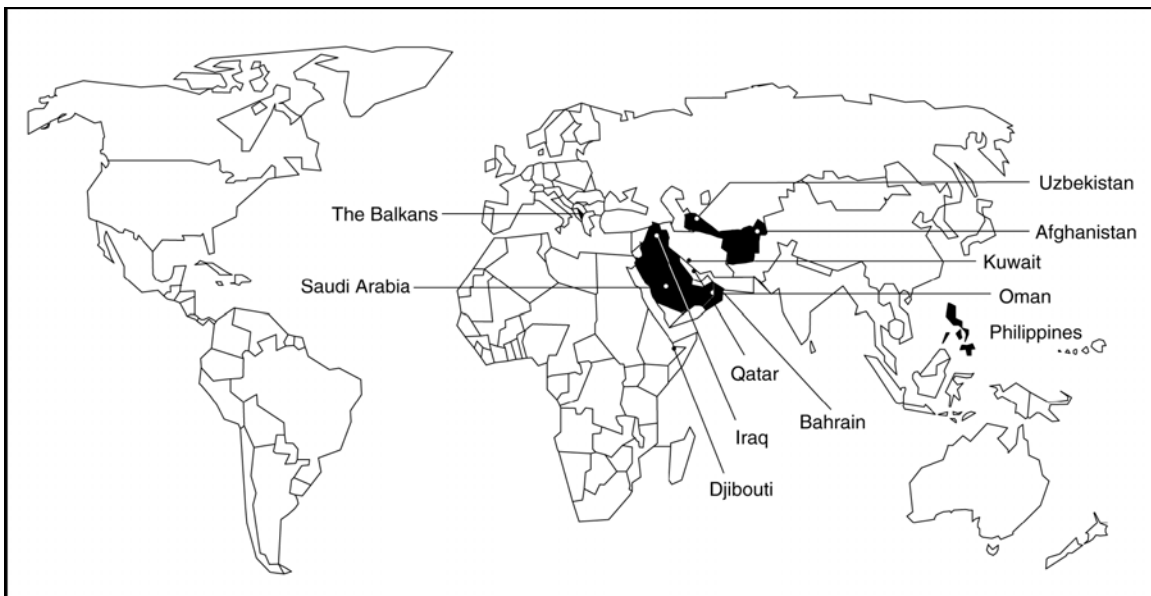 Uzbekistan
The Balkans
Afghanistan
Kuwait
Saudi Arabia
Oman
Philippines
Qatar
Bahrain
Iraq
Djibouti